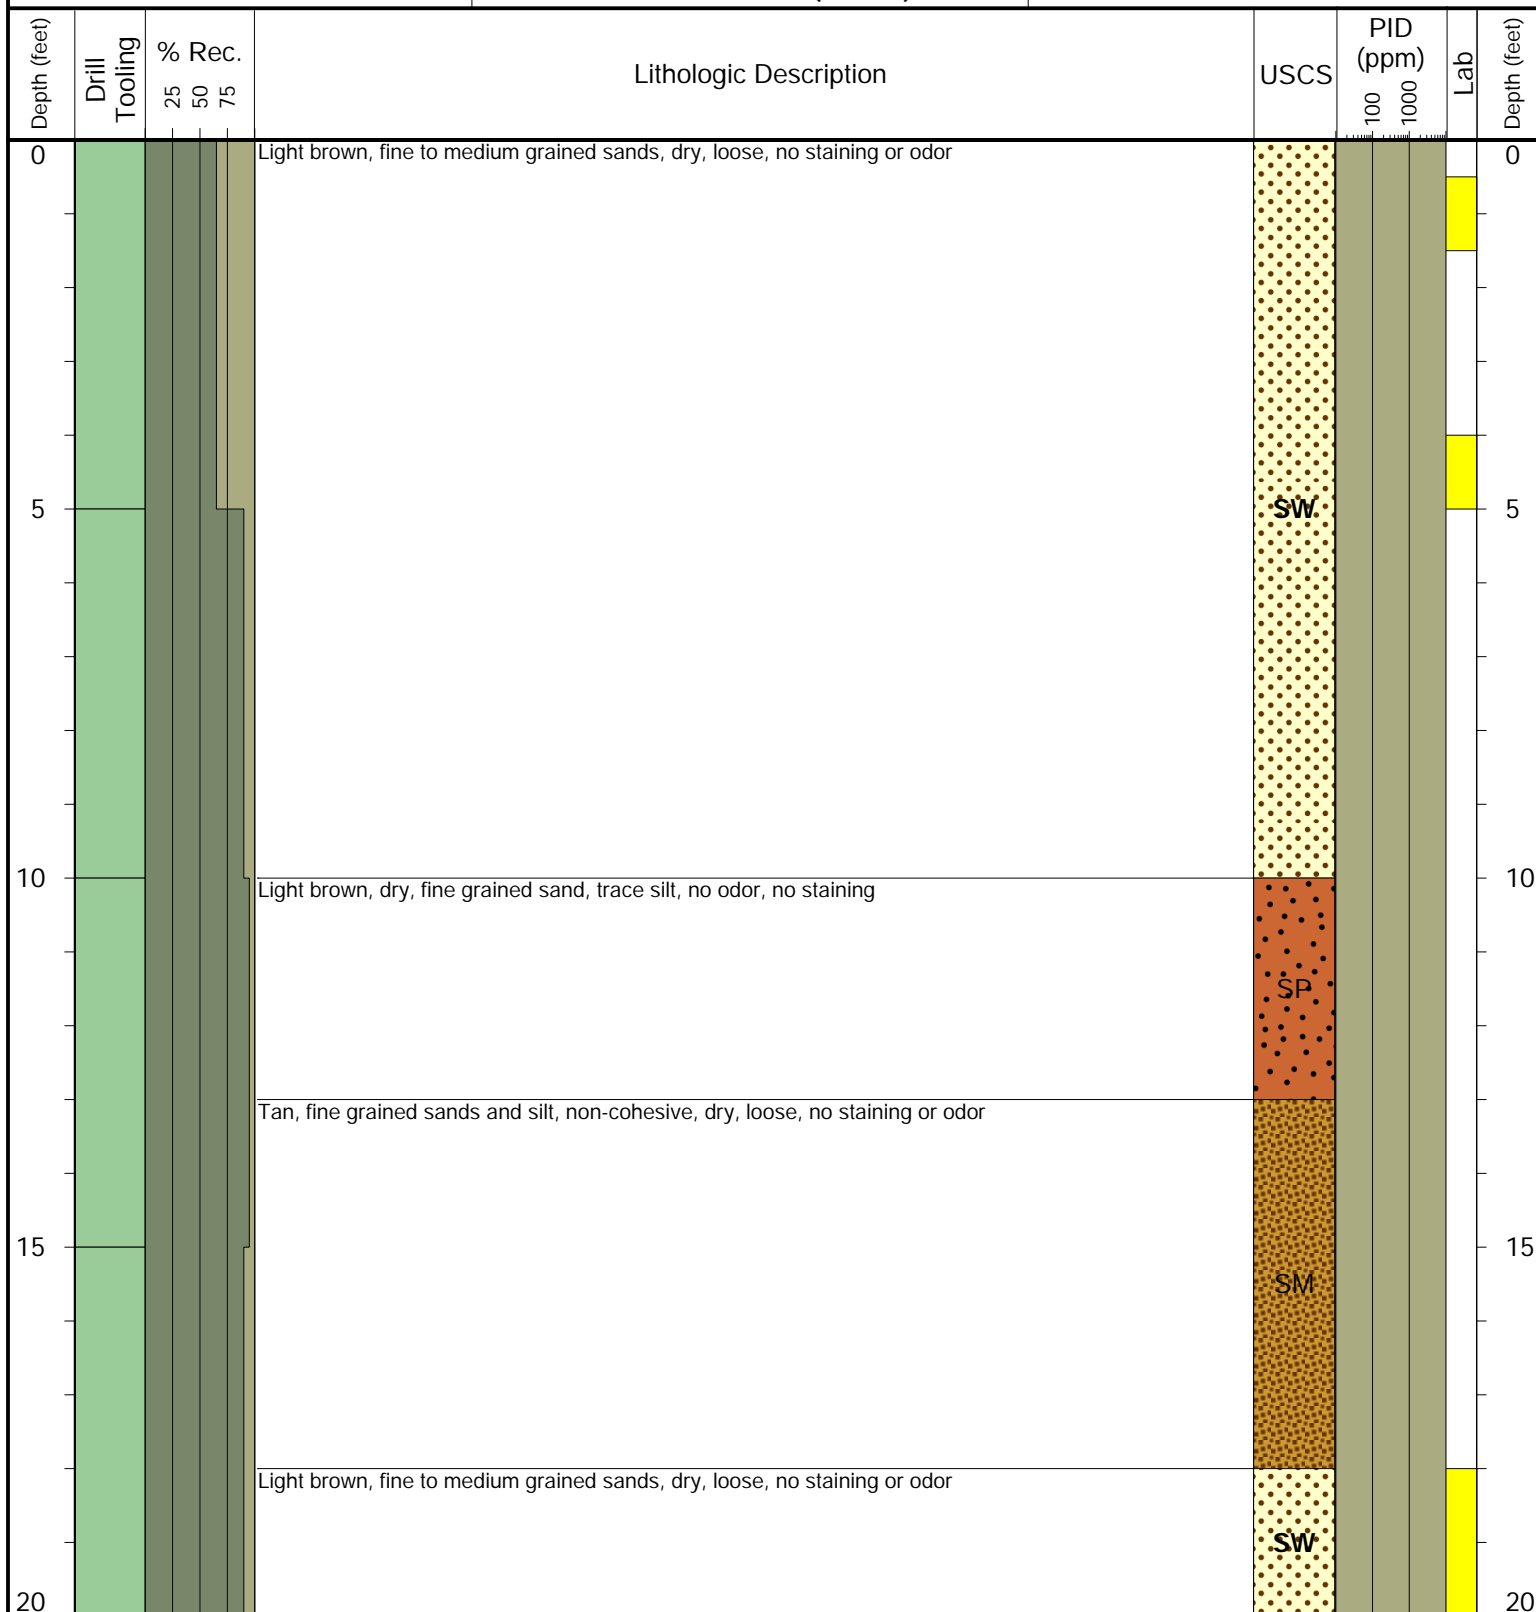 Depth (feet)
Drill
Tooling
% Rec.
25 50 75
Lithologic Description
USCS
PID
(ppm)
100 1000
Lab
Depth (feet)
0 Light brown, fine to medium grained sands, dry, loose, no staining or odor 0
5 SW 5
10 10
Light brown, dry, fine grained sand, trace silt, no odor, no staining
SP
Tan, fine grained sands and silt, non-cohesive, dry, loose, no staining or odor
15 15
SM
Light brown, fine to medium grained sands, dry, loose, no staining or odor
SW
20 20